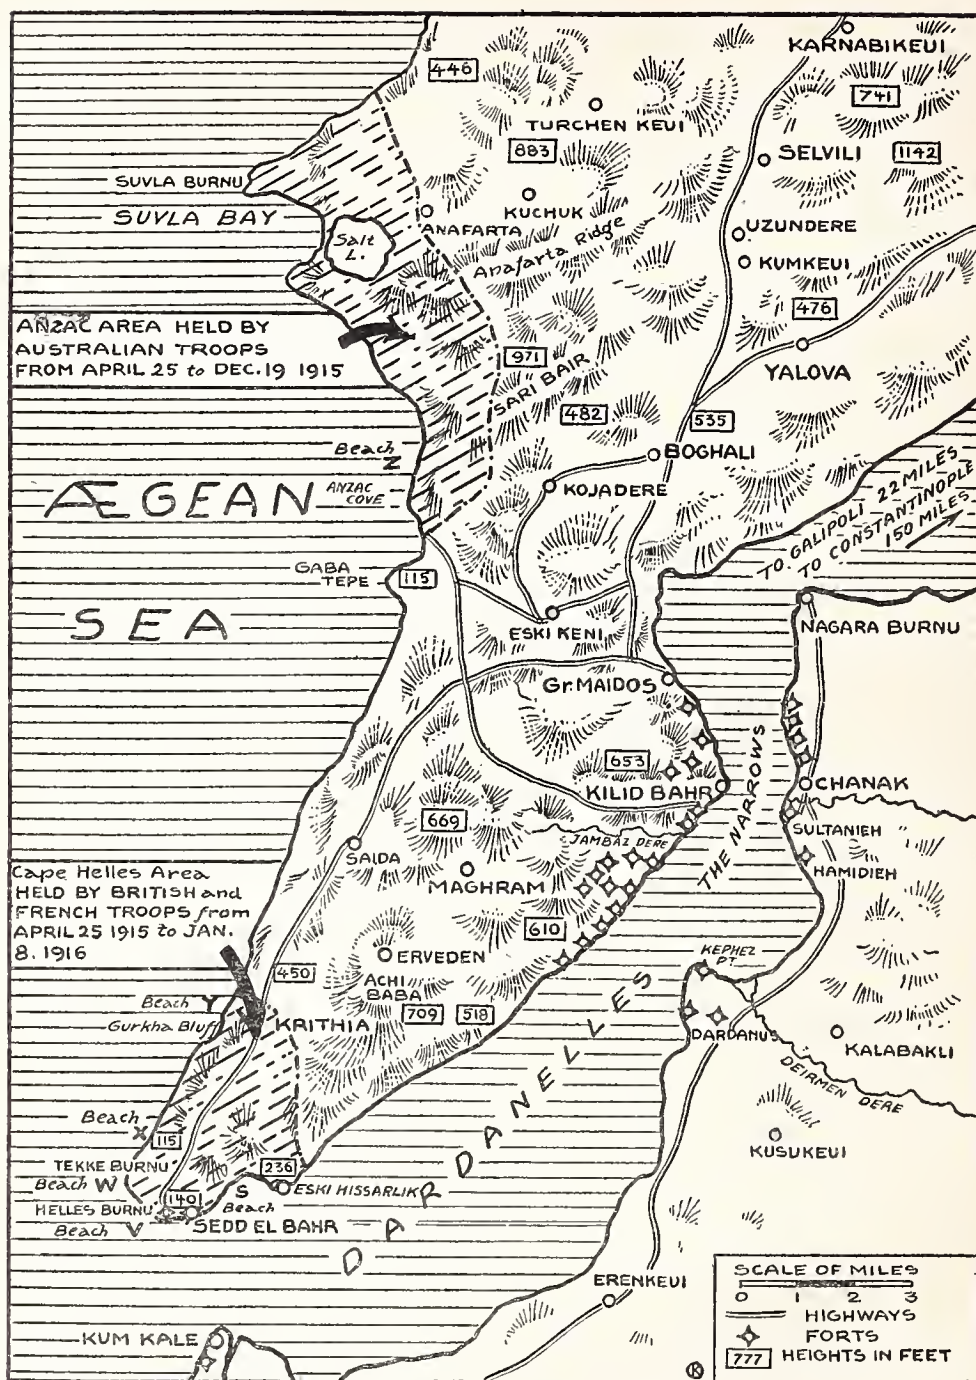 KARNABIKEUI
446
741
TURCHEN KEUI
883
SELVILI
1142
SUVLA BURNU
KUCHUK
SUVLA BAY
ANAFARTA
UZUNDERE
Salt
L.
Anafarta Ridge
KUMKEUI
476
ANZAC AREA HELD BY
AUSTRALIAN TROOPS
FROM APRIL 25 to DEC. 19 1915
971
SARI BAIR
YALOVA
482
535
Beach Z
BOGHALI
ÆGEAN
SEA
ANZAC
COVE
KOJADERE
TO GALIPOLI 22 MILES
TO CONSTANTINOPLE
150 MILES
GABA
TEPE
115
ESKI KENI
NAGARA BURNU
Gr. MAIDOS
653
KILID BAHR
THE NARROWS
CHANAK
669
JAMBAZ DERE
SULTANIEH
SAIDA
HAMIDIEH
MAGHRAM
Cape Helles Area
HELD BY BRITISH and
FRENCH TROOPS from
APRIL 25 1915 to JAN.
8. 1916
610
ERVEDEN
KEPHEZ
PT.
450
ACHI
BABA
709
518
Beach Y
Gurkha Bluff
KRITHIA
DARDANUS
KALABAKLI
DEIRMEN DERE
DARDANELLES
Beach X
115
KUSUKEUI
TEKKE BURNU
236
Beach W
ESKI HISSARLIK
140
S
Beach
HELLES BURNU
SEDD EL BAHR
Beach V
ERENKEUI
KUM KALE
SCALE OF MILES
0 1 2 3
HIGHWAYS
FORTS
777 HEIGHTS IN FEET
K